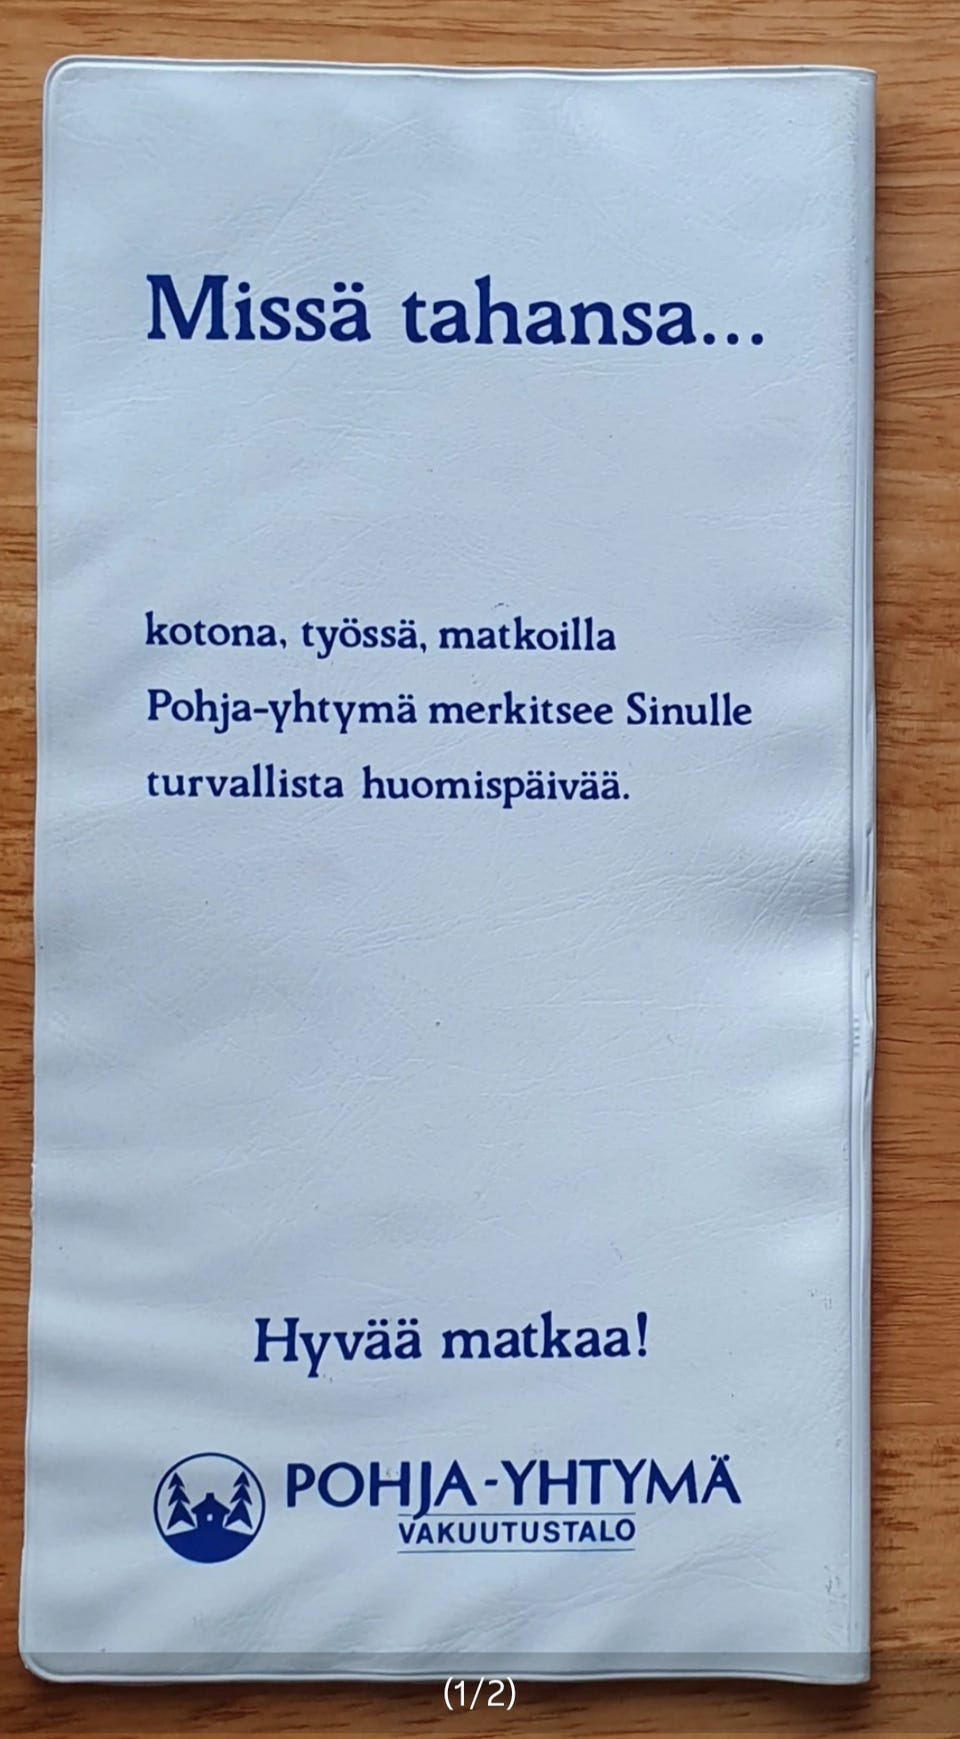 Missä tahansa...
kotona, työssä, matkoilla
Pohja-yhtymä merkitsee Sinulle
turvallista huomispäivää.
Hyvää matkaa!
POHJA-YHTYMÄ
VAKUUTUSTALO
(1/2)